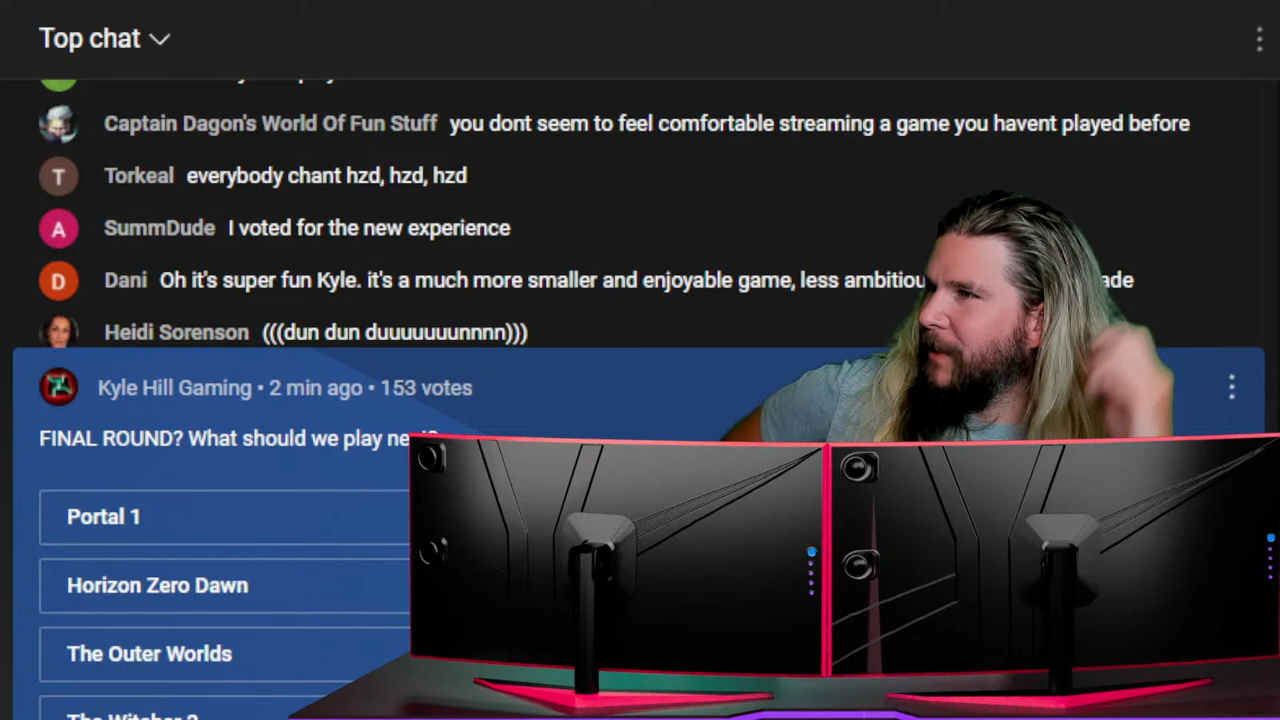 Top chat
Captain Dagon's World Of Fun Stuff you dont seem to feel comfortable streaming a game you havent played before
T Torkeal everybody chant hzd, hzd, hzd
A SummDude I voted for the new experience
D Dani Oh it's super fun Kyle. it's a much more smaller and enjoyable game, less ambitiou
Heidi Sorenson (((dun dun duuuuuuunnnn)))
Kyle Hill Gaming • 2 min ago • 153 votes
FINAL ROUND? What should we play
Portal 1
Horizon Zero Dawn
The Outer Worlds
The Witcher